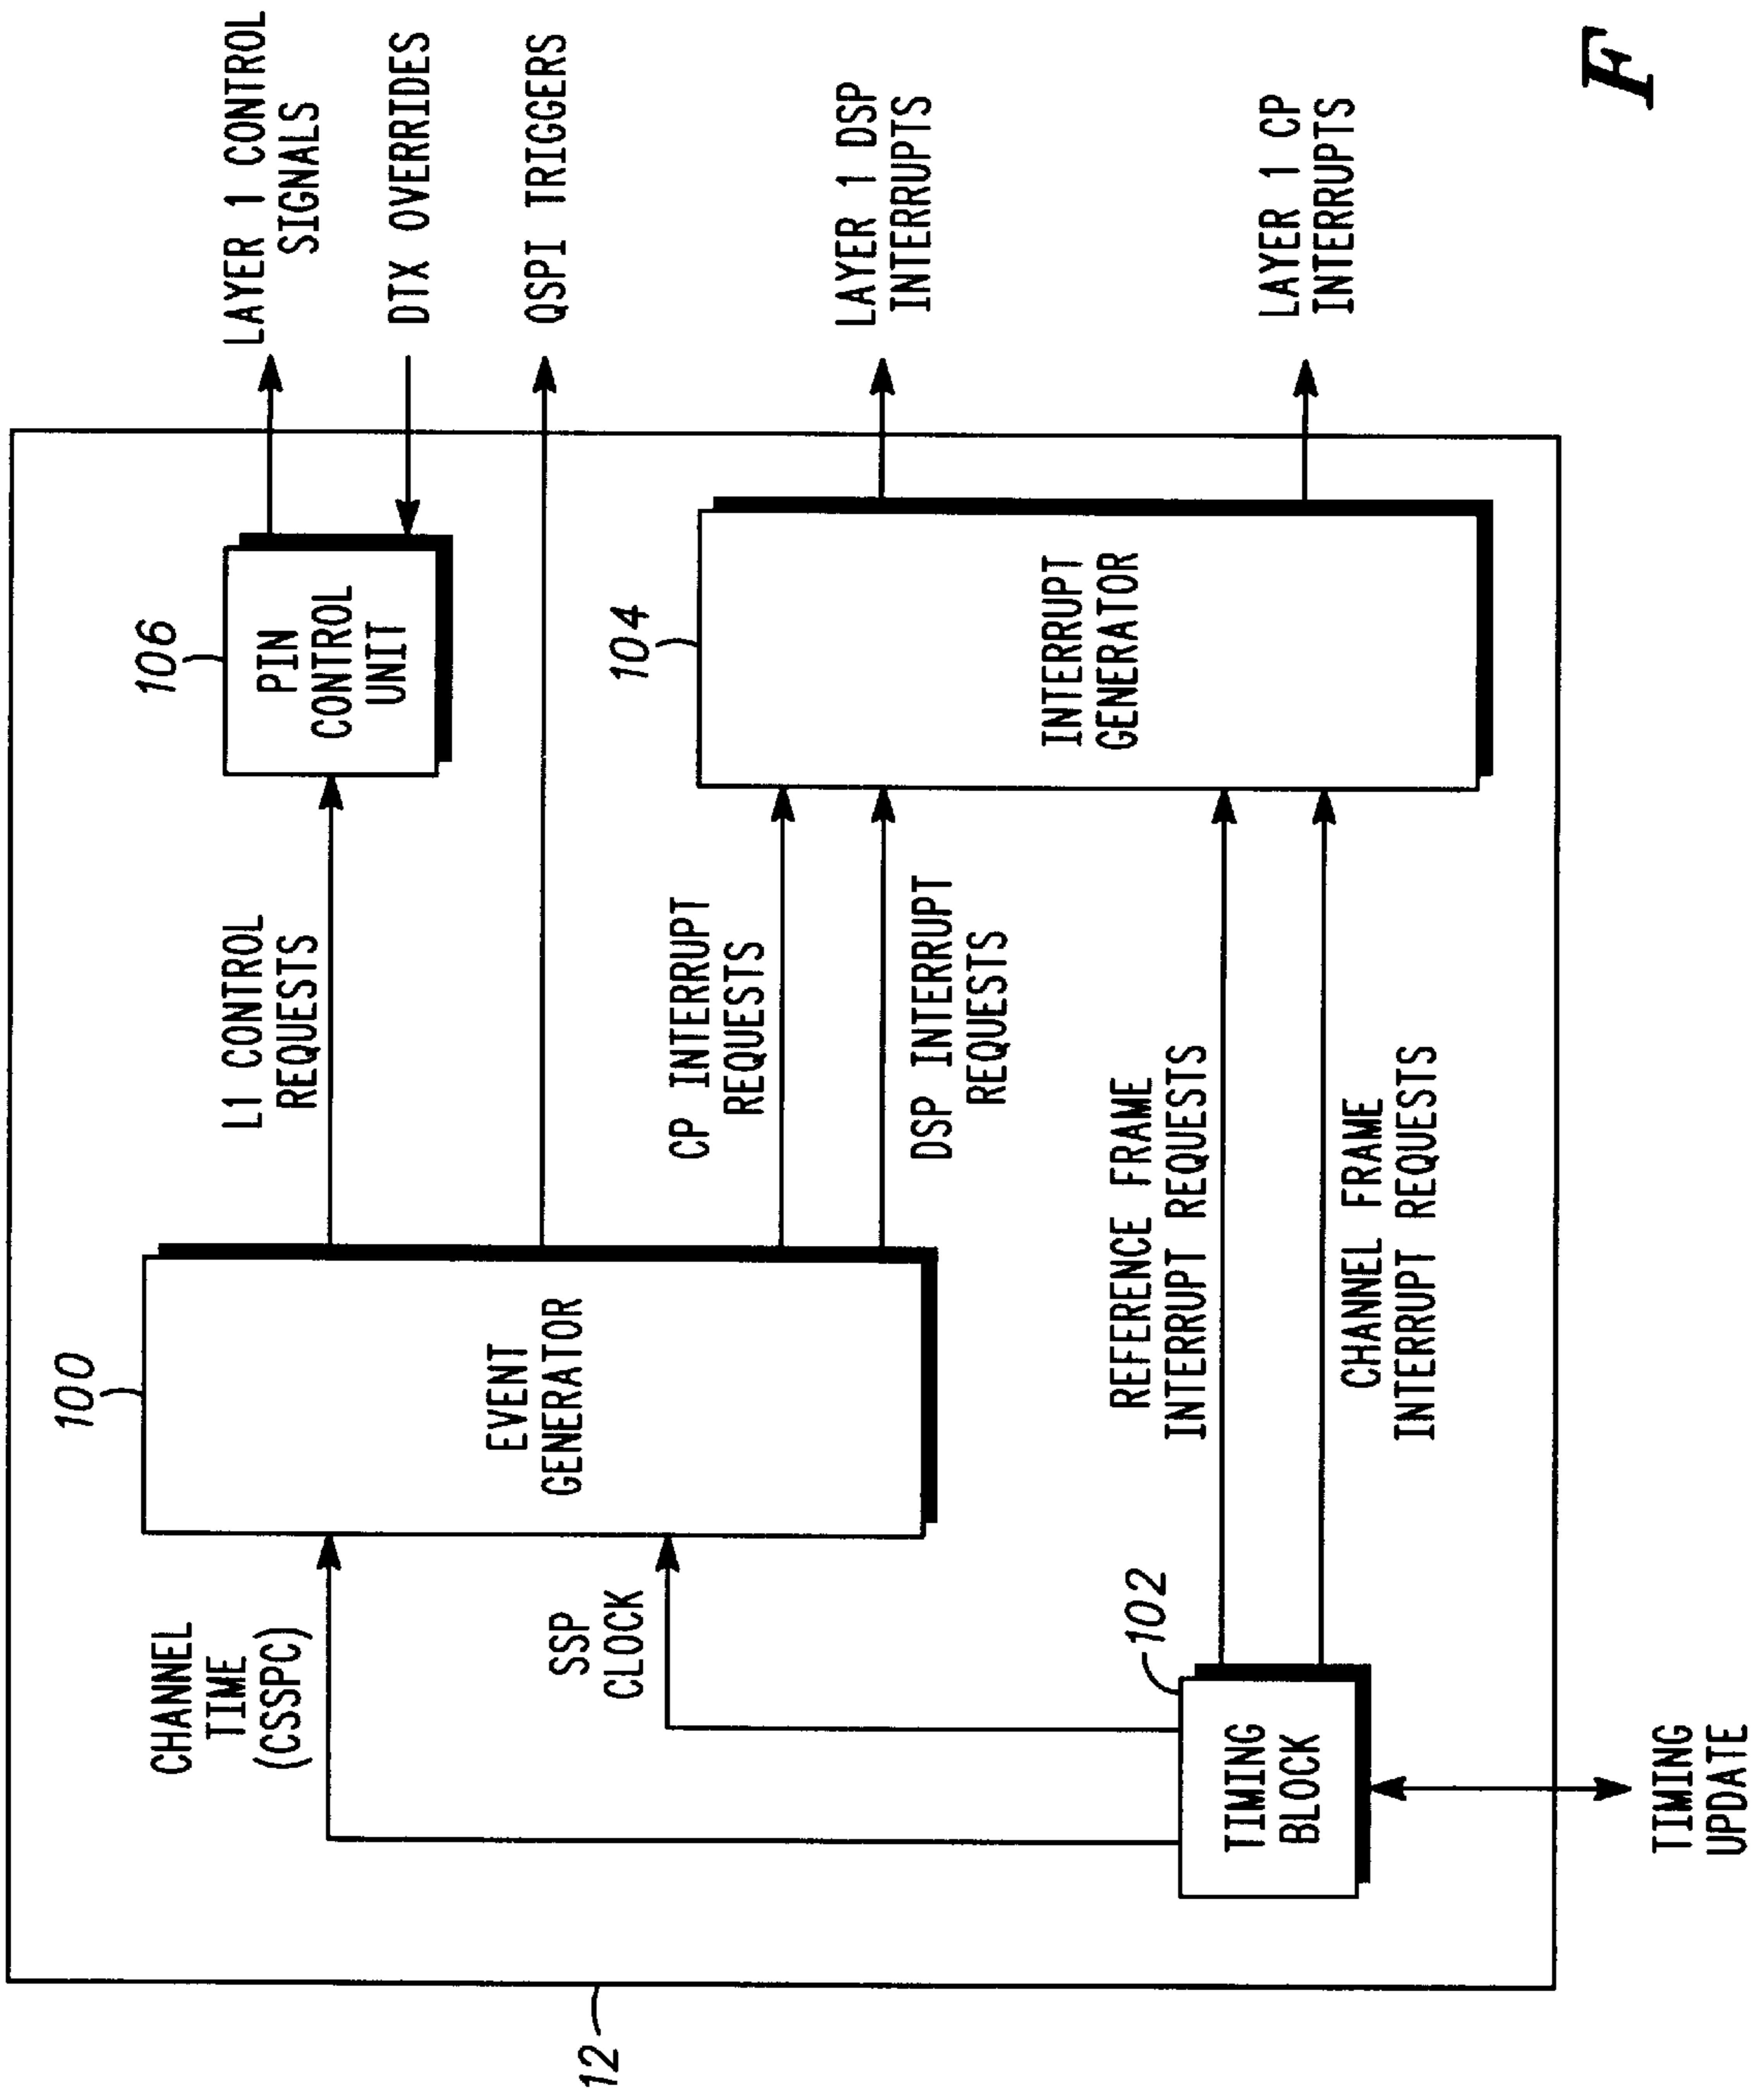 12
100
EVENT
GENERATOR
106
PIN
CONTROL
UNIT
104
INTERRUPT
GENERATOR
102
TIMING
BLOCK
CHANNEL
TIME
(CSSPC)
SSP
CLOCK
L1 CONTROL
REQUESTS
CP INTERRUPT
REQUESTS
DSP INTERRUPT
REQUESTS
REFERENCE FRAME
INTERRUPT REQUESTS
CHANNEL FRAME
INTERRUPT REQUESTS
LAYER 1 CONTROL
SIGNALS
DTX OVERRIDES
QSPI TRIGGERS
LAYER 1 DSP
INTERRUPTS
LAYER 1 CP
INTERRUPTS
TIMING
UPDATE
F